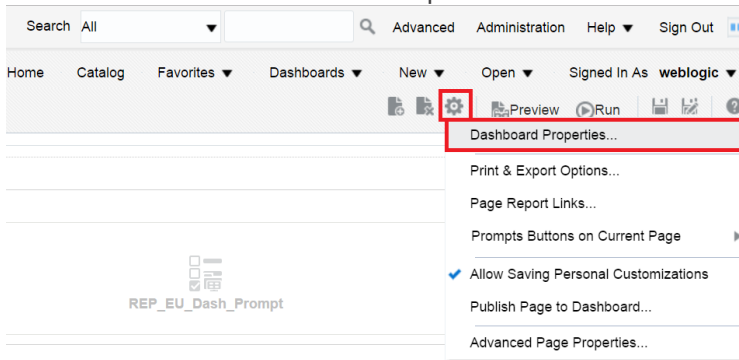 Search All Advanced Administration Help Sign Out
Home Catalog Favorites Dashboards New Open Signed In As weblogic
Preview Run
Dashboard Properties...
Print & Export Options...
Page Report Links...
Prompts Buttons on Current Page
Allow Saving Personal Customizations
REP_EU_Dash_Prompt
Publish Page to Dashboard...
Advanced Page Properties...